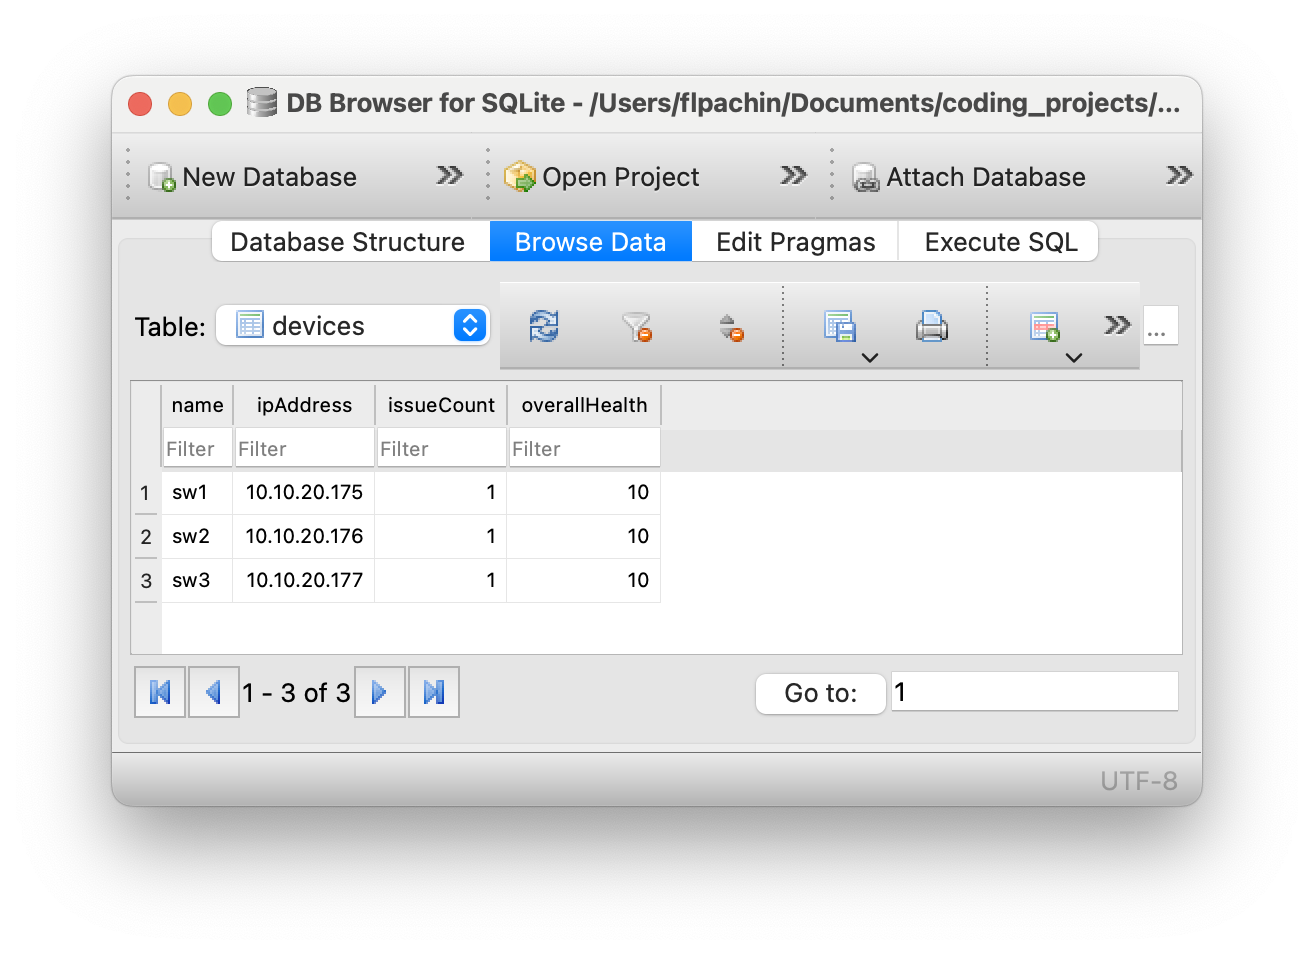 DB Browser for SQLite - /Users/flpachin/Documents/coding_projects/...
New Database » Open Project » Attach Database »
Database Structure Browse Data Edit Pragmas Execute SQL
Table: devices » ...
name ipAddress issueCount overallHealth
Filter Filter Filter Filter
1 sw1 10.10.20.175 1 10
2 sw2 10.10.20.176 1 10
3 sw3 10.10.20.177 1 10
1 - 3 of 3 Go to: 1
UTF-8